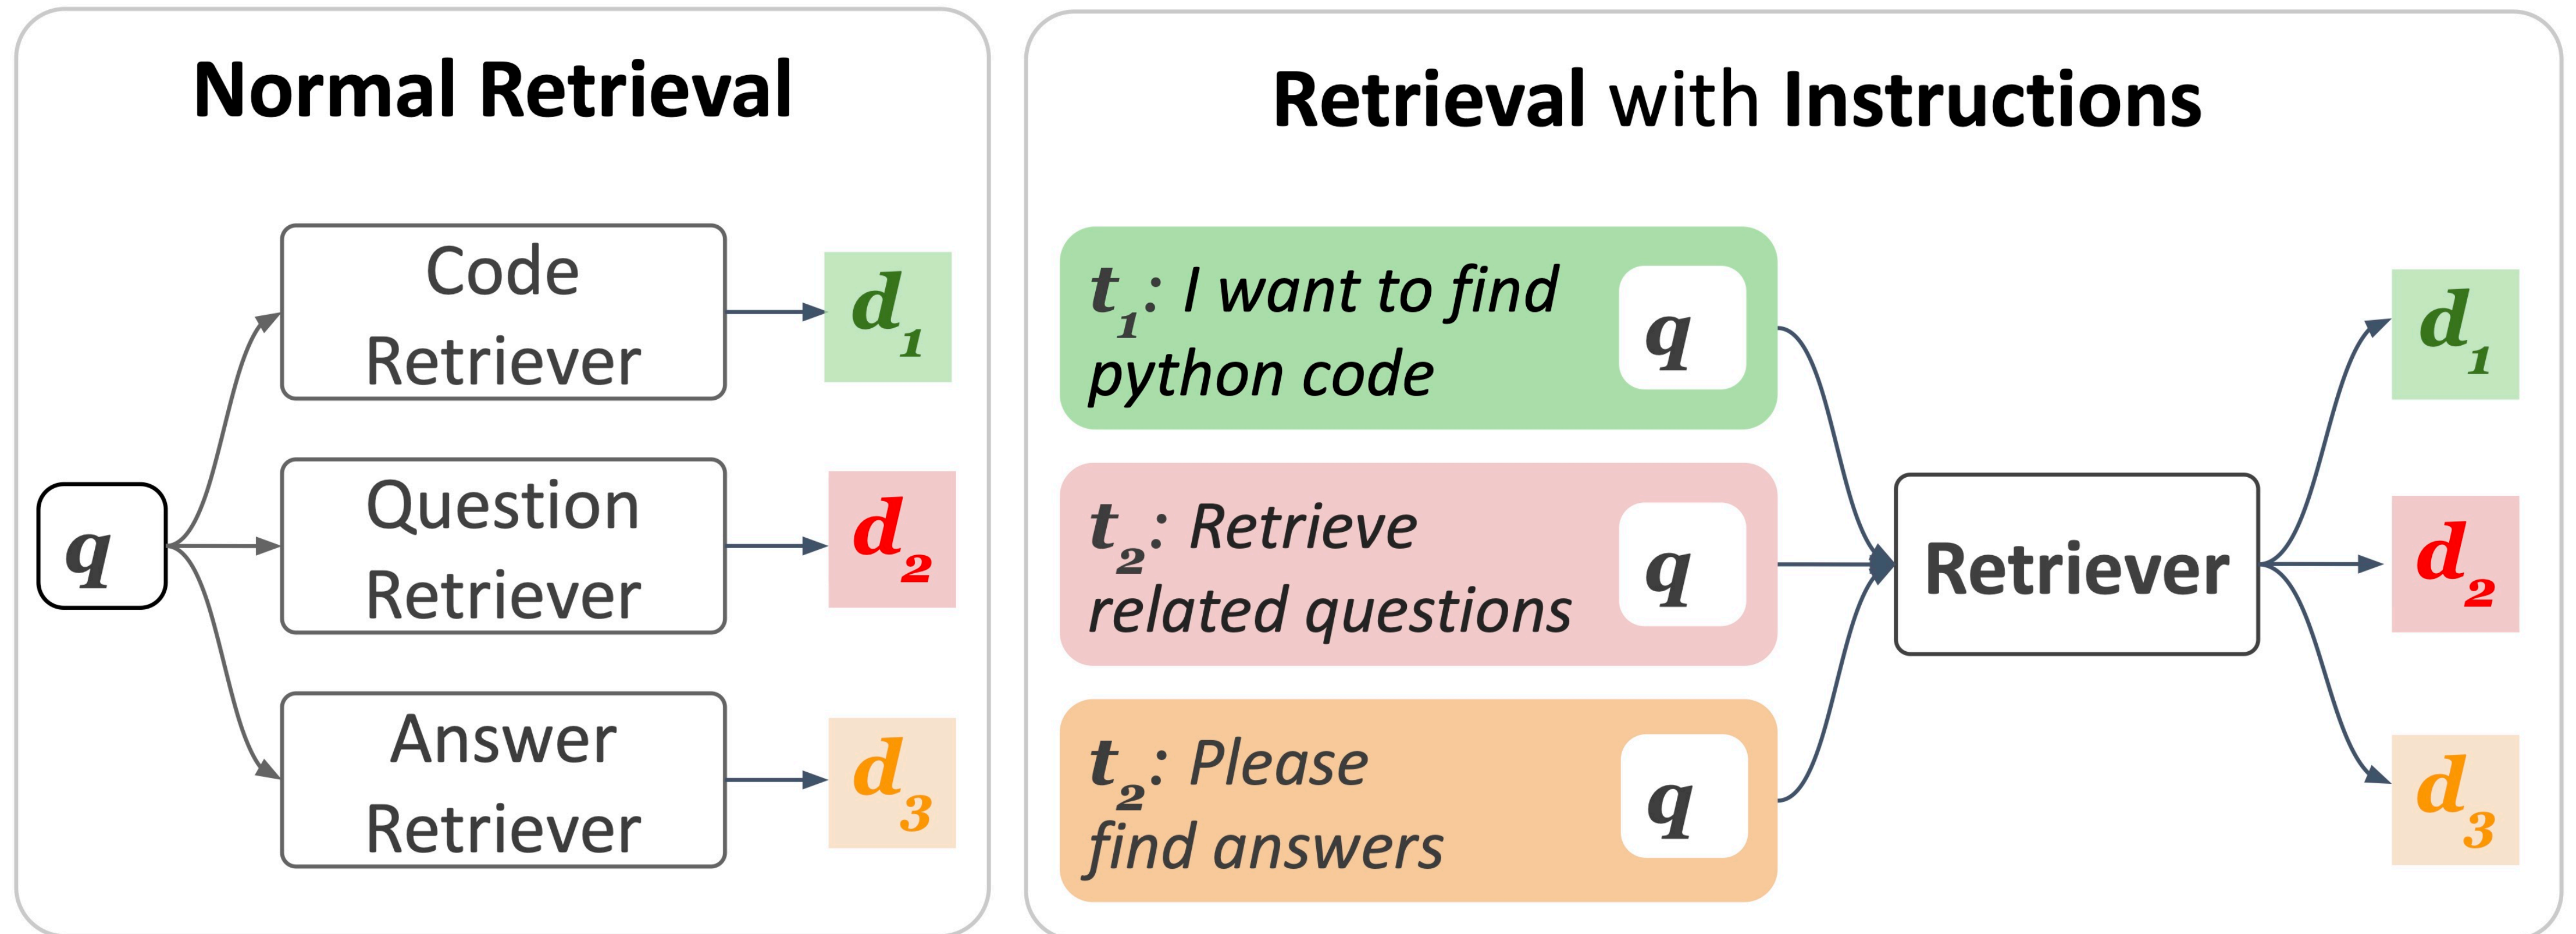 Normal Retrieval
q
Code
Retriever
d1
Question
Retriever
d2
Answer
Retriever
d3
Retrieval with Instructions
t1: I want to find
python code
q
t2: Retrieve
related questions
q
t2: Please
find answers
q
Retriever
d1
d2
d3